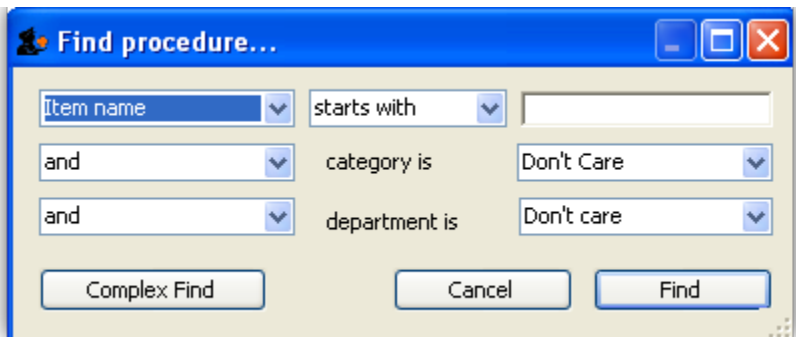 Find procedure...
Item name starts with
and category is Don't Care
and department is Don't care
Complex Find Cancel Find